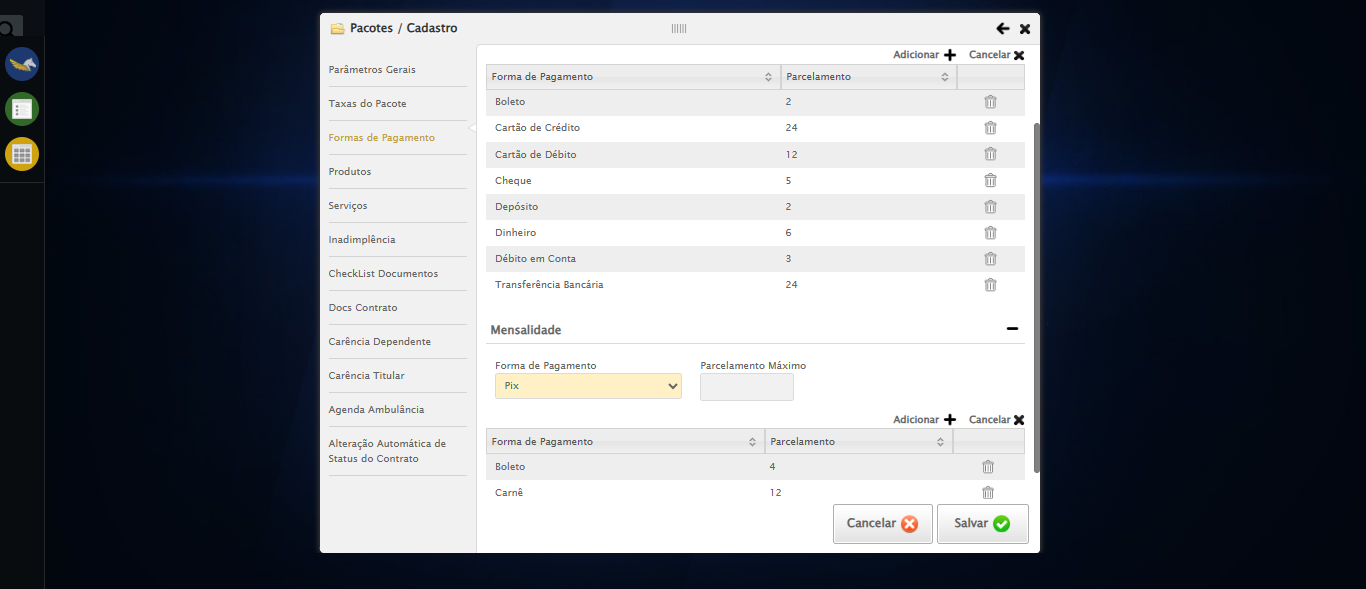 Pacotes / Cadastro
Parâmetros Gerais
Taxas do Pacote
Formas de Pagamento
Produtos
Serviços
Inadimplência
CheckList Documentos
Docs Contrato
Carência Dependente
Carência Titular
Agenda Ambulância
Alteração Automática de
Status do Contrato
Adicionar Cancelar
Forma de Pagamento Parcelamento
Boleto 2
Cartão de Crédito 24
Cartão de Débito 12
Cheque 5
Depósito 2
Dinheiro 6
Débito em Conta 3
Transferência Bancária 24
Mensalidade
Forma de Pagamento Parcelamento Máximo
Pix
Adicionar Cancelar
Forma de Pagamento Parcelamento
Boleto 4
Carnê 12
Cancelar Salvar